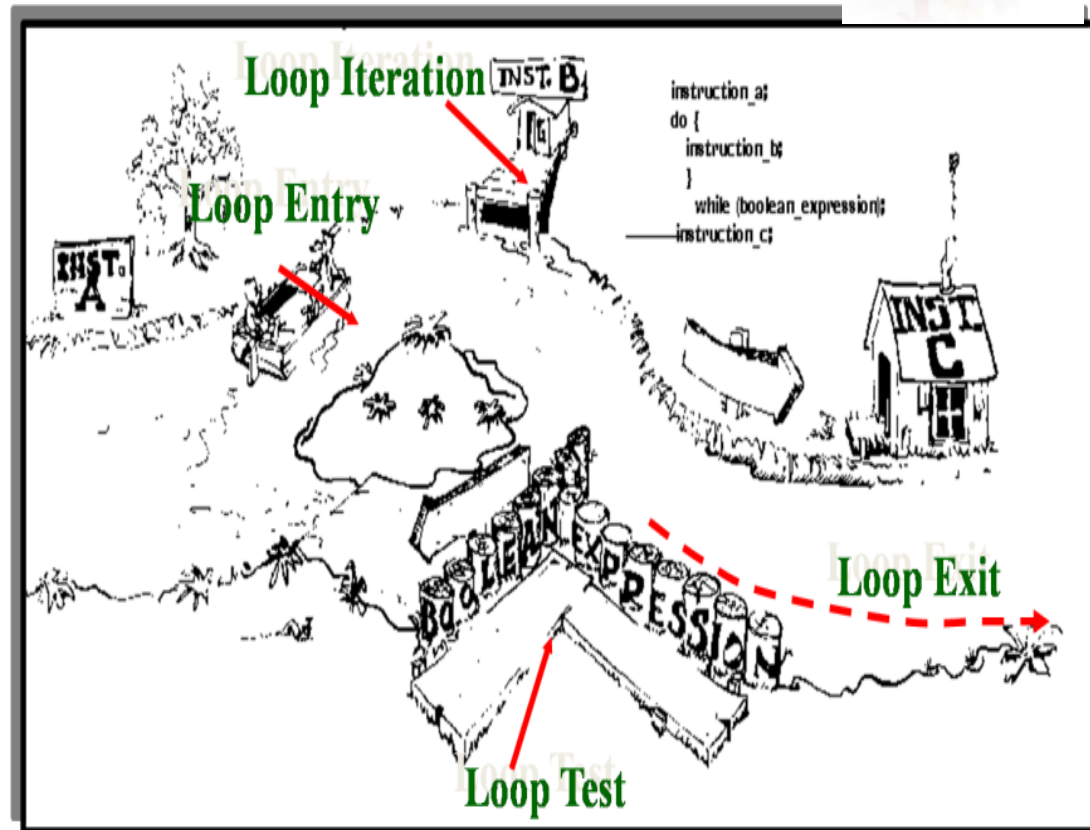 Loop Iteration
INST. B
instruction_a;
do {
instruction_b;
}
while (boolean_expression);
instruction_c;
Loop Entry
INST.
A
INST.
C
BOOLEAN EXPRESSION
Loop Exit
Loop Test